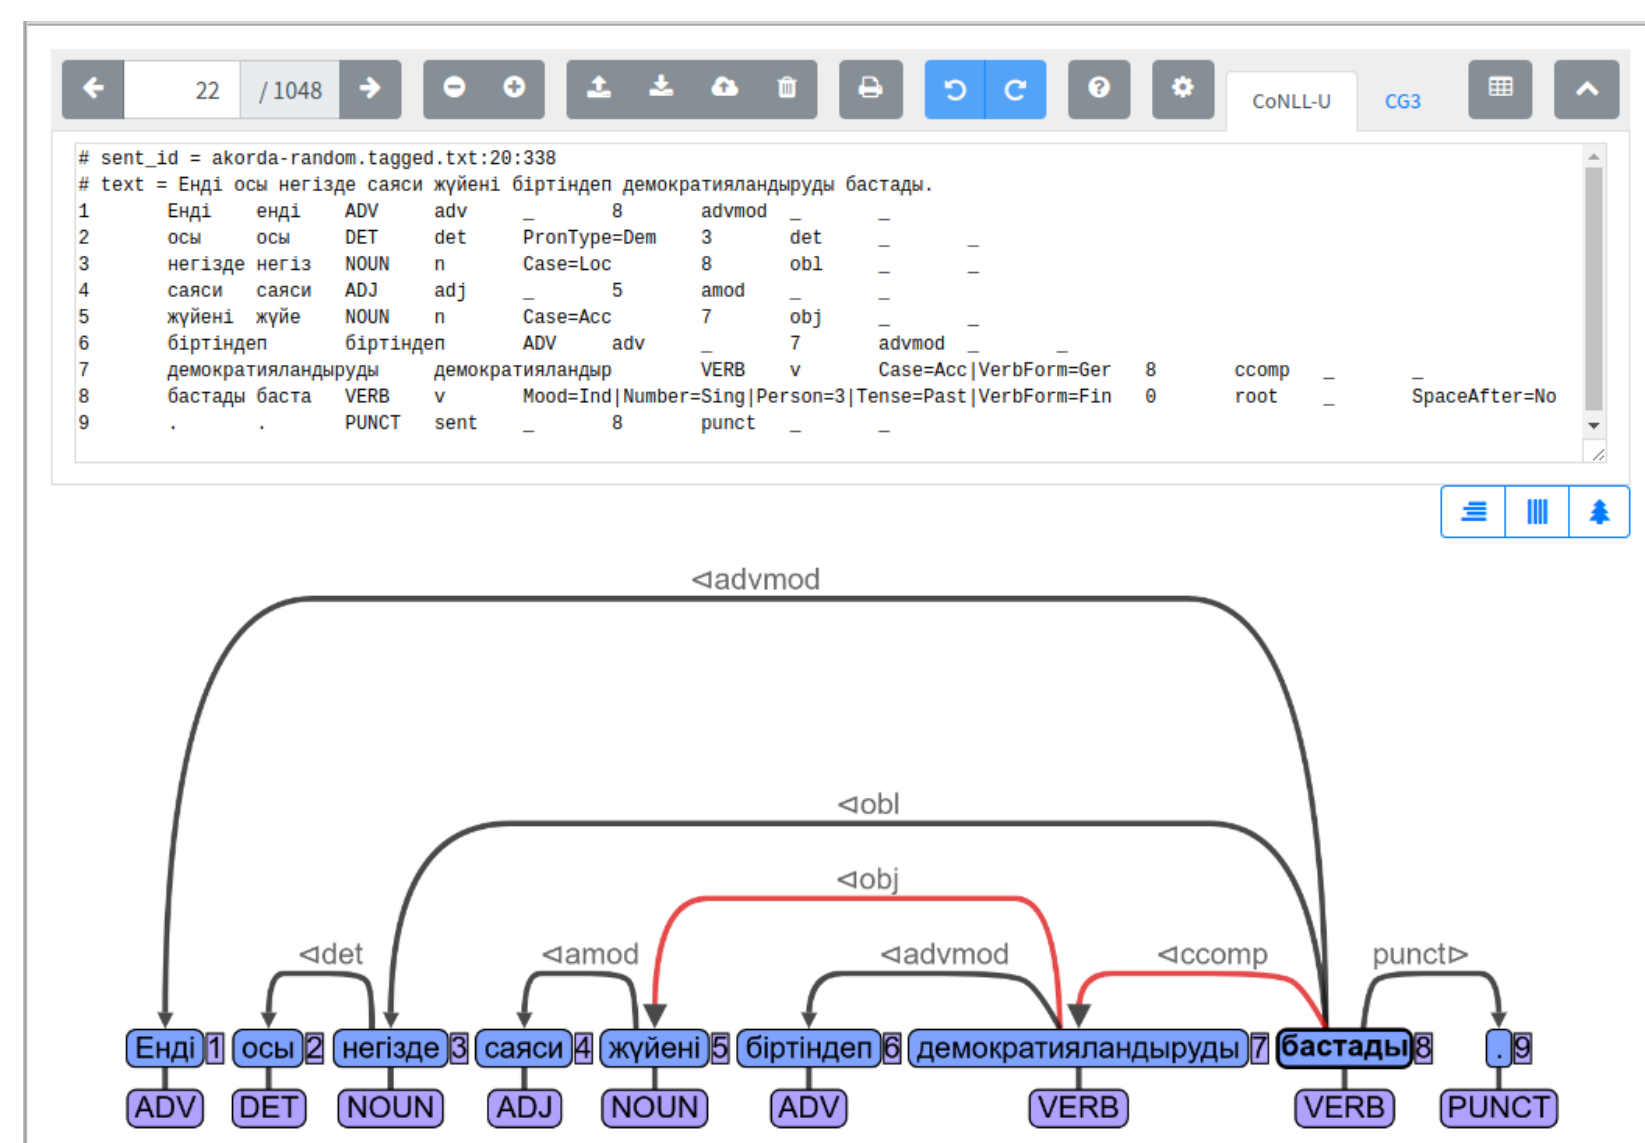 22 / 1048 CoNLL-U CG3
# sent_id = akorda-random.tagged.txt:20:338
# text = Енді осы негізде саяси жүйені біртіндеп демократияландыруды бастады.
1 Енді енді ADV adv _ 8 advmod _ _
2 осы осы DET det PronType=Dem 3 det _ _
3 негізде негіз NOUN n Case=Loc 8 obl _ _
4 саяси саяси ADJ adj _ 5 amod _ _
5 жүйені жүйе NOUN n Case=Acc 7 obj _ _
6 біртіндеп біртіндеп ADV adv _ 7 advmod _ _
7 демократияландыруды демократияландыр VERB v Case=Acc|VerbForm=Ger 8 ccomp _ _
8 бастады баста VERB v Mood=Ind|Number=Sing|Person=3|Tense=Past|VerbForm=Fin 0 root _ SpaceAfter=No
9 . . PUNCT sent _ 8 punct _ _
⊲advmod
⊲obl
⊲obj
⊲det ⊲amod ⊲advmod ⊲ccomp punct⊳
Енді 1 осы 2 негізде 3 саяси 4 жүйені 5 біртіндеп 6 демократияландыруды 7 бастады 8 . 9
ADV DET NOUN ADJ NOUN ADV VERB VERB PUNCT